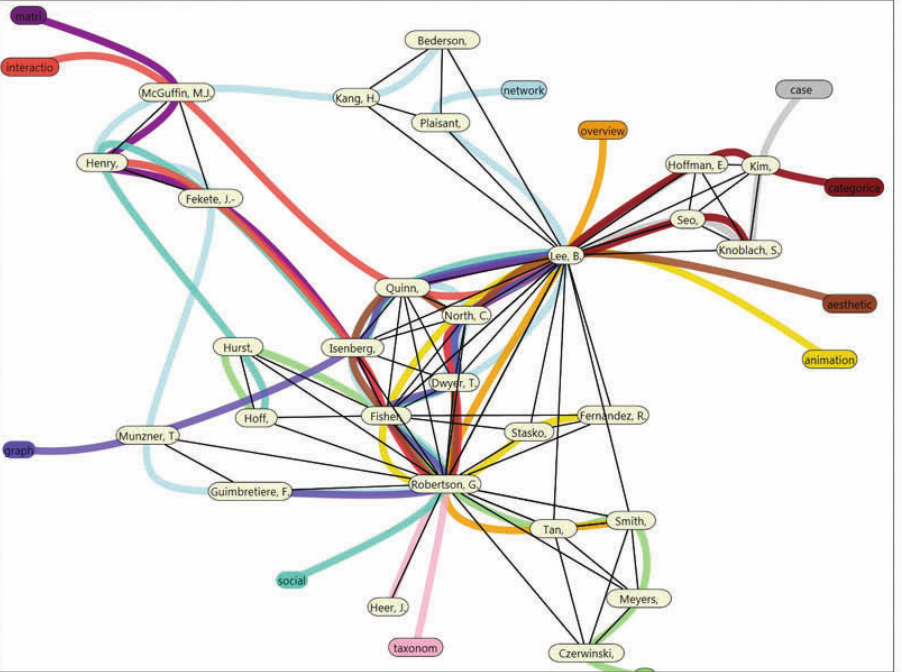 matri
Bederson,
interactio
McGuffin, M.J.
Kang, H.
network
case
Plaisant,
overview
Henry,
Hoffman, E.
Kim,
categorica
Fekete, J.-
Seo,
Knoblach, S.
Lee, B.
Quinn,
aesthetic
North, C.
Hurst,
Isenberg,
animation
Dwyer, T.
Hoff,
Fisher,
Fernandez, R.
Munzner, T.
Stasko,
graph
Guimbretiere, F.
Robertson, G.
Tan,
Smith,
social
Heer, J.
Meyers,
taxonom
Czerwinski,